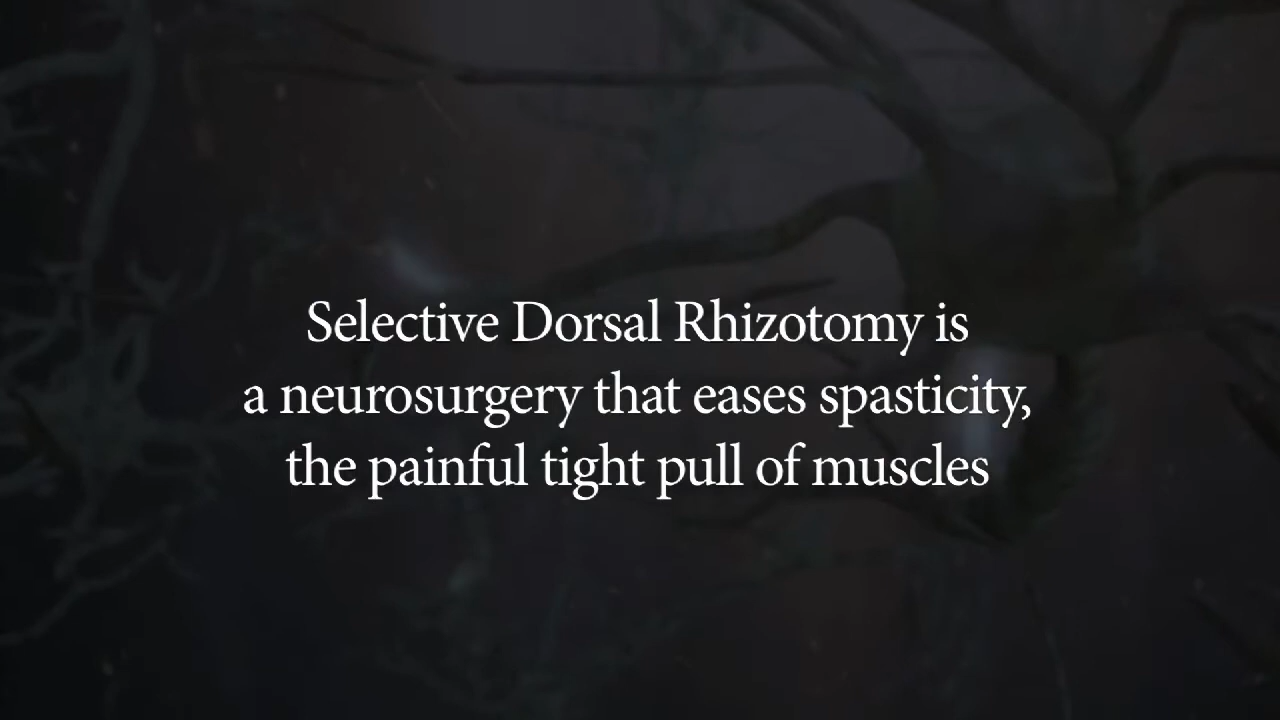 Selective Dorsal Rhizotomy is
a neurosurgery that eases spasticity,
the painful tight pull of muscles